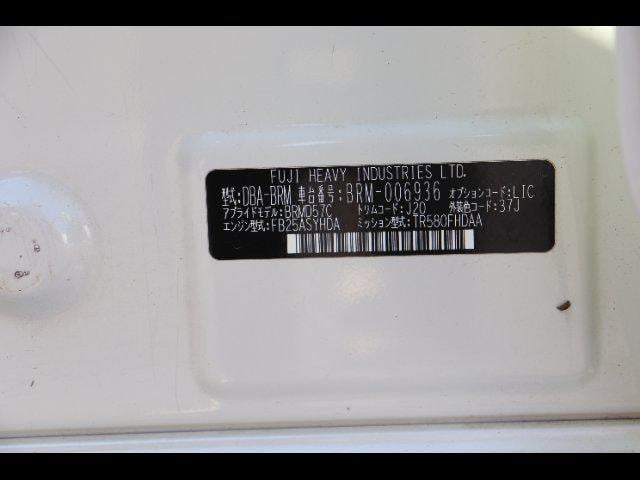 FUJI HEAVY INDUSTRIES LTD.
型式:DBA-BRM 車台番号:BRM-006936 オプションコード:LIC
アプライドモデル:BRMD57C トリムコード:J20 外装色コード:37J
エンジン型式:FB25ASYHDA ミッション型式:TR580FHDAA